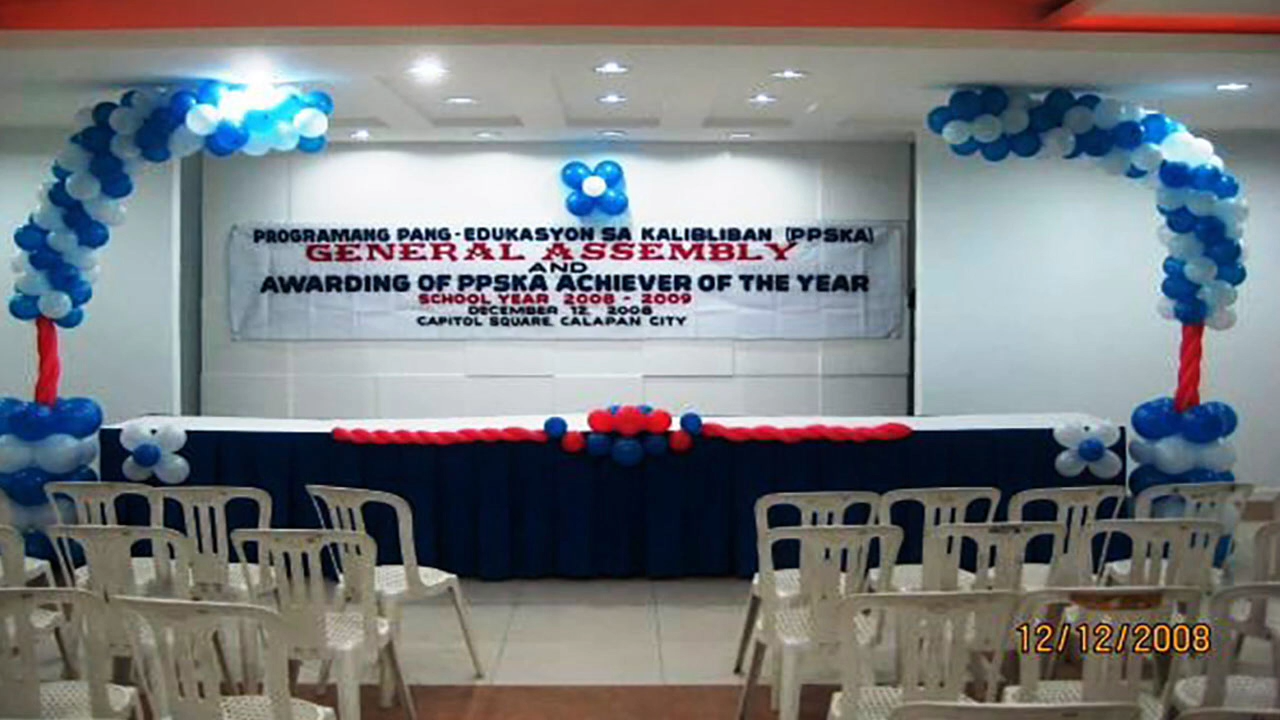 PROGRAMANG PANG-EDUKASYON SA KALIBLIBAN (PPSKA)
GENERAL ASSEMBLY
AND
AWARDING OF PPSKA ACHIEVER OF THE YEAR
SCHOOL YEAR 2008 - 2009
DECEMBER 12, 2008
CAPITOL SQUARE, CALAPAN CITY
12/12/2008